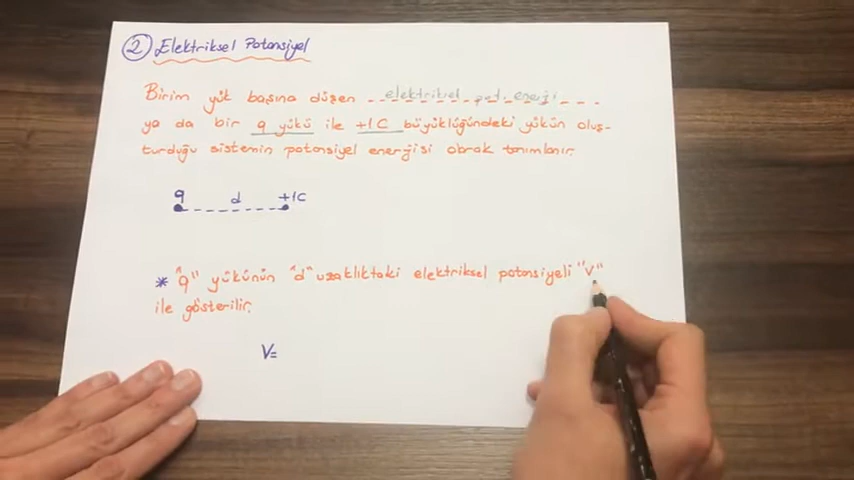 2 Elektriksel Potansiyel
Birim yük başına düşen elektriksel pot. enerji
ya da bir q yükü ile +1C büyüklüğündeki yükün oluş-
turduğu sistemin potansiyel enerjisi olarak tanımlanır.
q d +1C
* "q" yükünün "d" uzaklıktaki elektriksel potansiyeli "V"
ile gösterilir.
V=